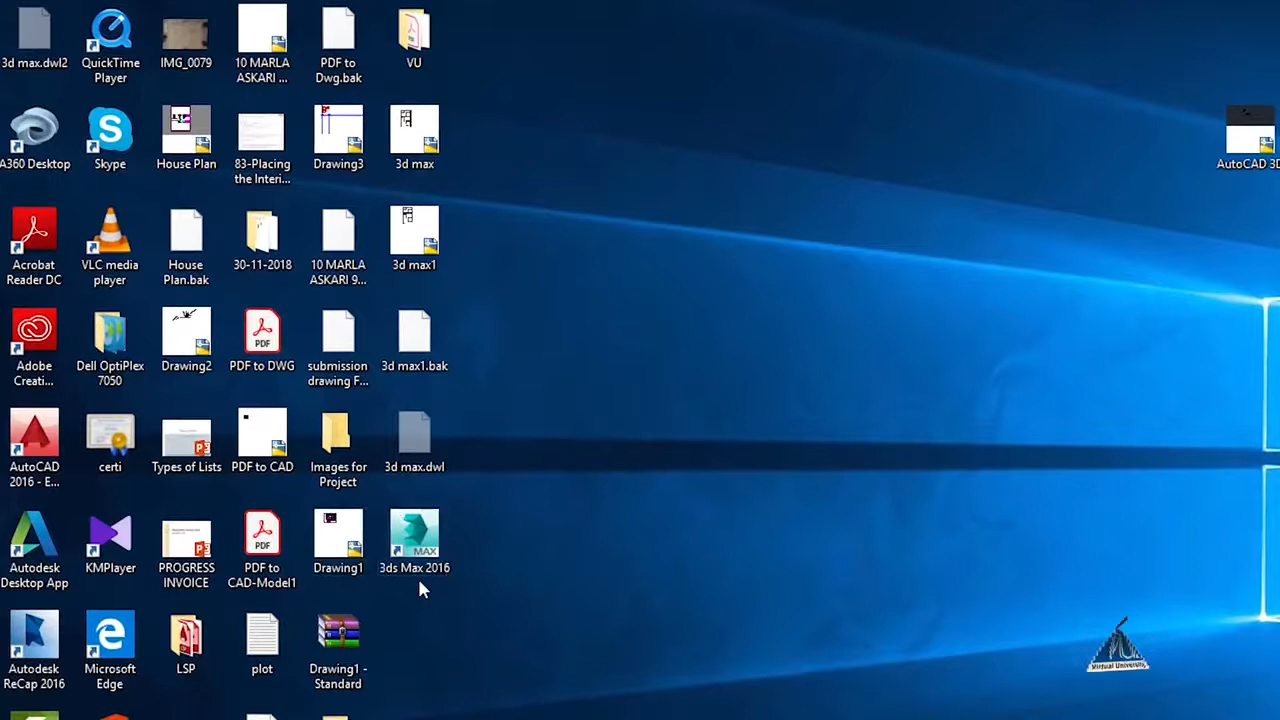 3d max.dwl2
QuickTime
Player
IMG_0079
10 MARLA
ASKARI ...
PDF to
Dwg.bak
VU
A360 Desktop
Skype
House Plan
83-Placing
the Interi...
Drawing3
3d max
AutoCAD 3D
Acrobat
Reader DC
VLC media
player
House
Plan.bak
30-11-2018
10 MARLA
ASKARI 9...
3d max1
Adobe
Creati...
Dell OptiPlex
7050
Drawing2
PDF
PDF to DWG
submission
drawing F...
3d max1.bak
AutoCAD
2016 - E...
certi
Types of Lists
PDF to CAD
Images for
Project
3d max.dwl
Autodesk
Desktop App
KMPlayer
PROGRESS
INVOICE
PDF
PDF to
CAD-Model1
Drawing1
MAX
3ds Max 2016
Autodesk
ReCap 2016
Microsoft
Edge
LSP
plot
Drawing1 -
Standard
Virtual University